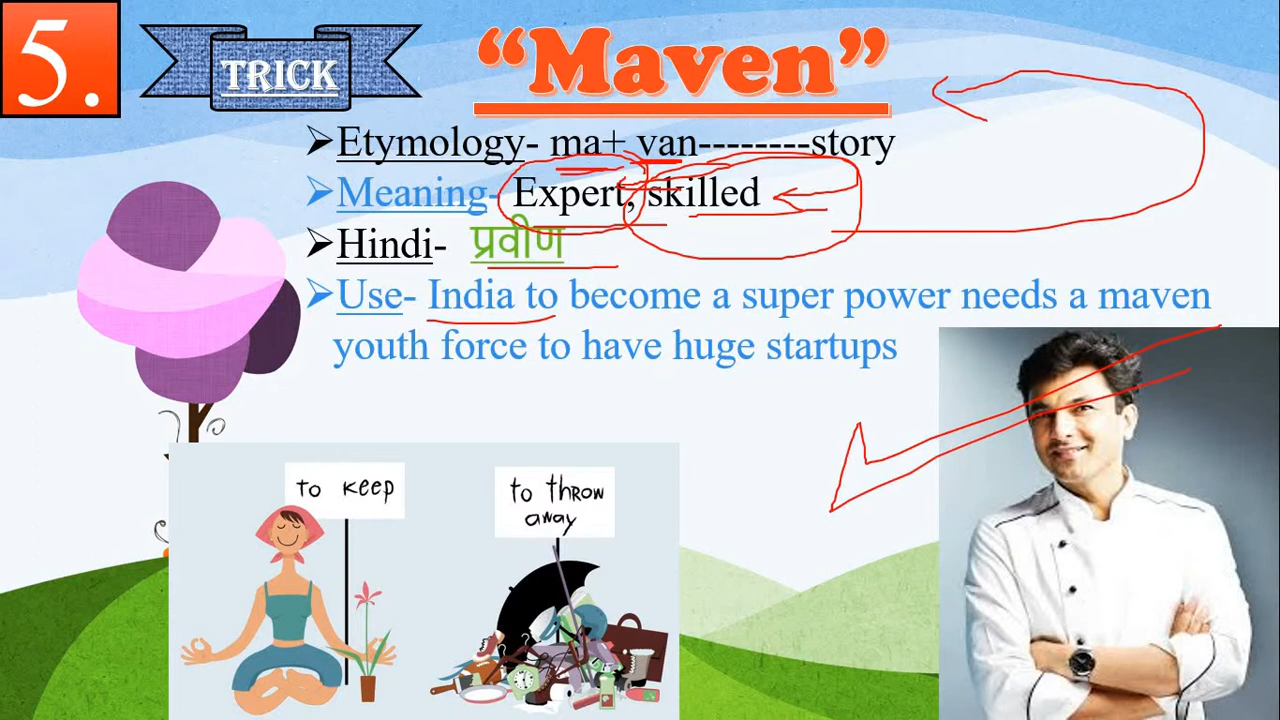 5.
TRICK
“Maven”
➢Etymology- ma+ van--------story
➢Meaning- Expert, skilled
➢Hindi- प्रवीण
➢Use- India to become a super power needs a maven
youth force to have huge startups
to keep
to throw
away